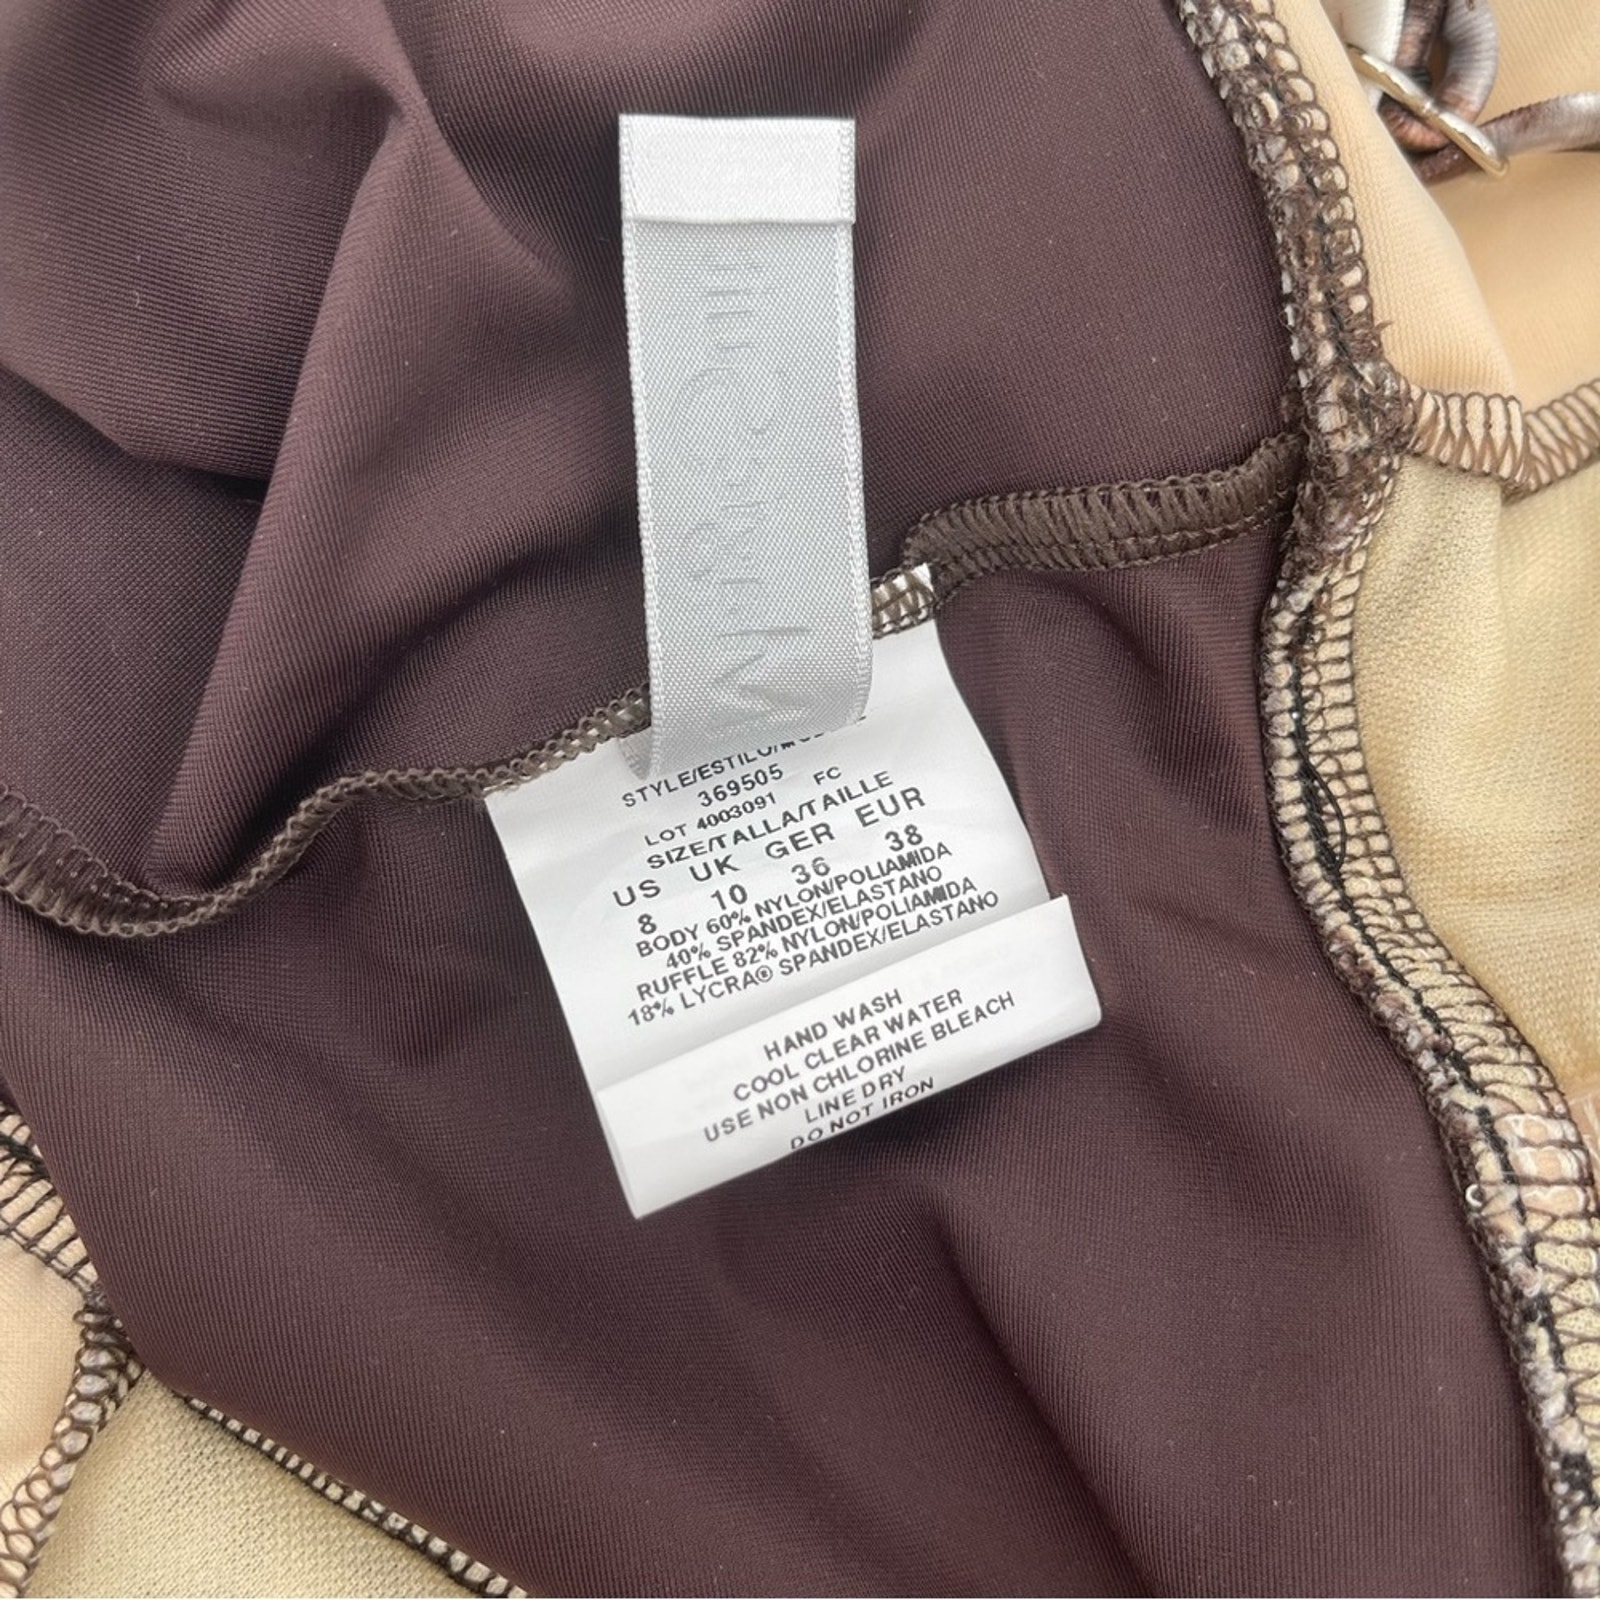 STYLE/ESTILO/
369505
LOT 4003091 FC
SIZE/TALLA/TAILLE
US UK GER EUR
8 10 36 38
BODY 60% NYLON/POLIAMIDA
40% SPANDEX/ELASTANO
RUFFLE 82% NYLON/POLIAMIDA
18% LYCRA® SPANDEX/ELASTANO
HAND WASH
COOL CLEAR WATER
USE NON CHLORINE BLEACH
LINE DRY
DO NOT IRON